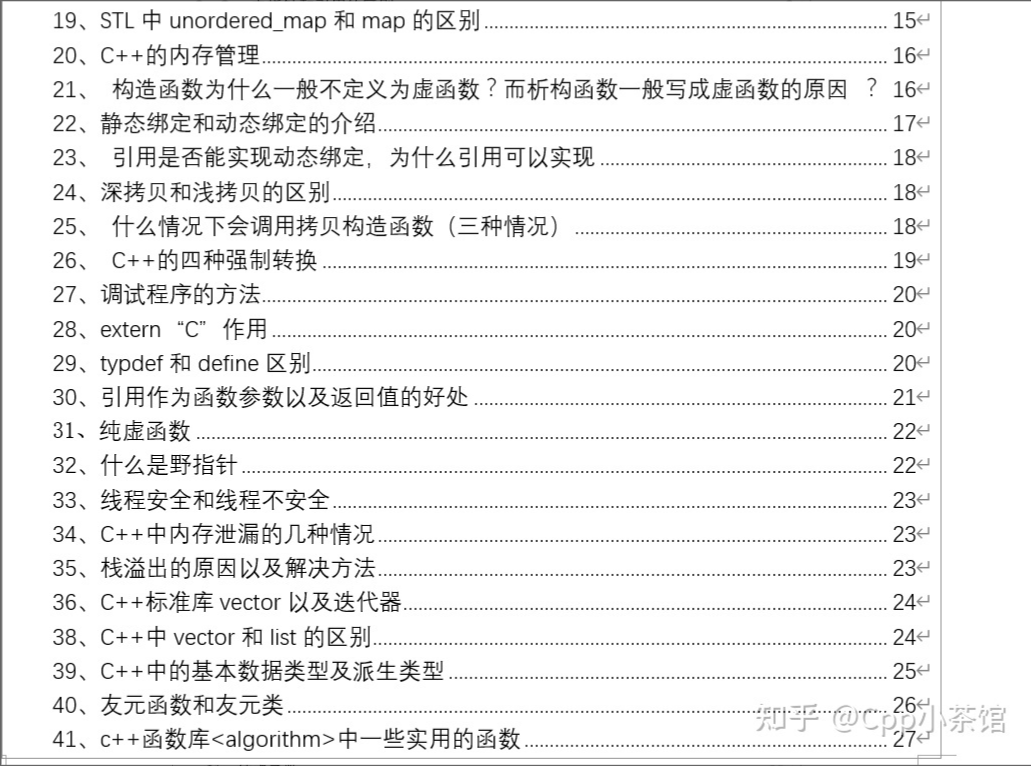 19、STL 中 unordered_map 和 map 的区别........15
20、C++的内存管理........16
21、 构造函数为什么一般不定义为虚函数?而析构函数一般写成虚函数的原因 ? 16
22、静态绑定和动态绑定的介绍........17
23、 引用是否能实现动态绑定,为什么引用可以实现........18
24、深拷贝和浅拷贝的区别........18
25、 什么情况下会调用拷贝构造函数(三种情况)........18
26、 C++的四种强制转换........19
27、调试程序的方法........20
28、extern “C” 作用........20
29、typdef 和 define 区别........20
30、引用作为函数参数以及返回值的好处........21
31、纯虚函数........22
32、什么是野指针........22
33、线程安全和线程不安全........23
34、C++中内存泄漏的几种情况........23
35、栈溢出的原因以及解决方法........23
36、C++标准库 vector 以及迭代器........24
38、C++中 vector 和 list 的区别........24
39、C++中的基本数据类型及派生类型........25
40、友元函数和友元类........26
41、c++函数库<algorithm>中一些实用的函数........27
知乎 @Cpp小茶馆